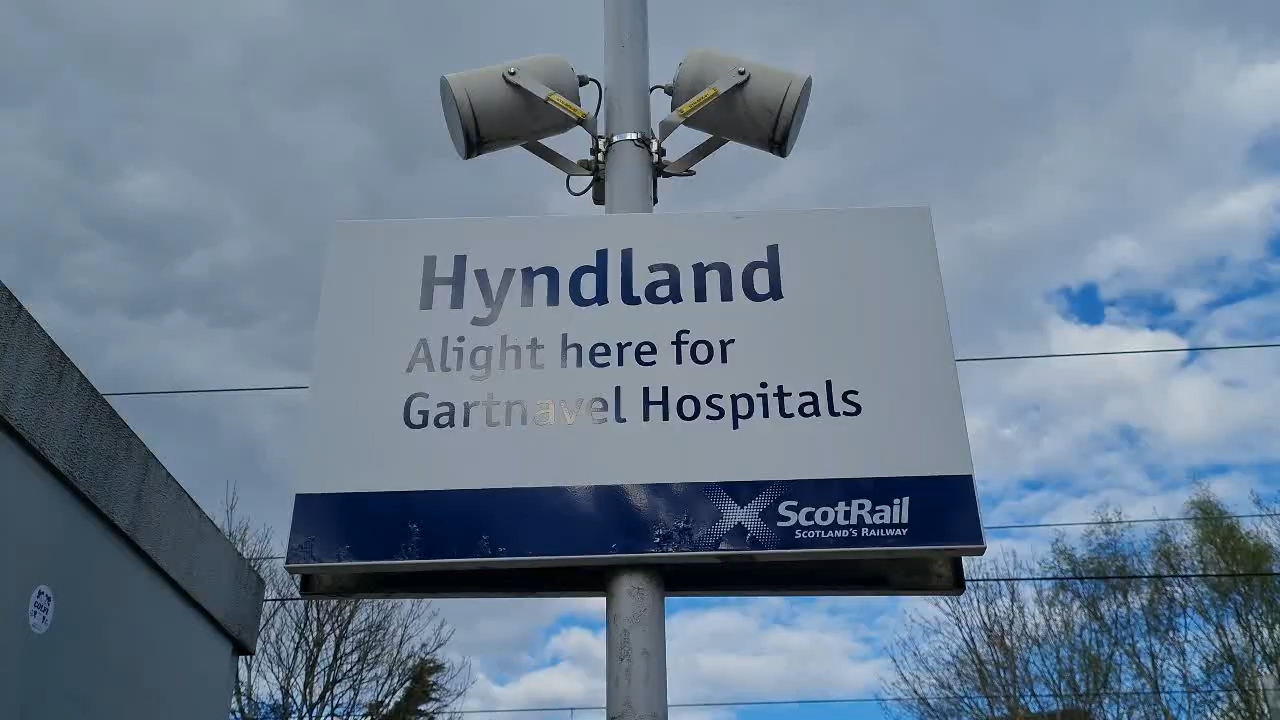 Hyndland
Alight here for
Gartnavel Hospitals
ScotRail
SCOTLAND'S RAILWAY